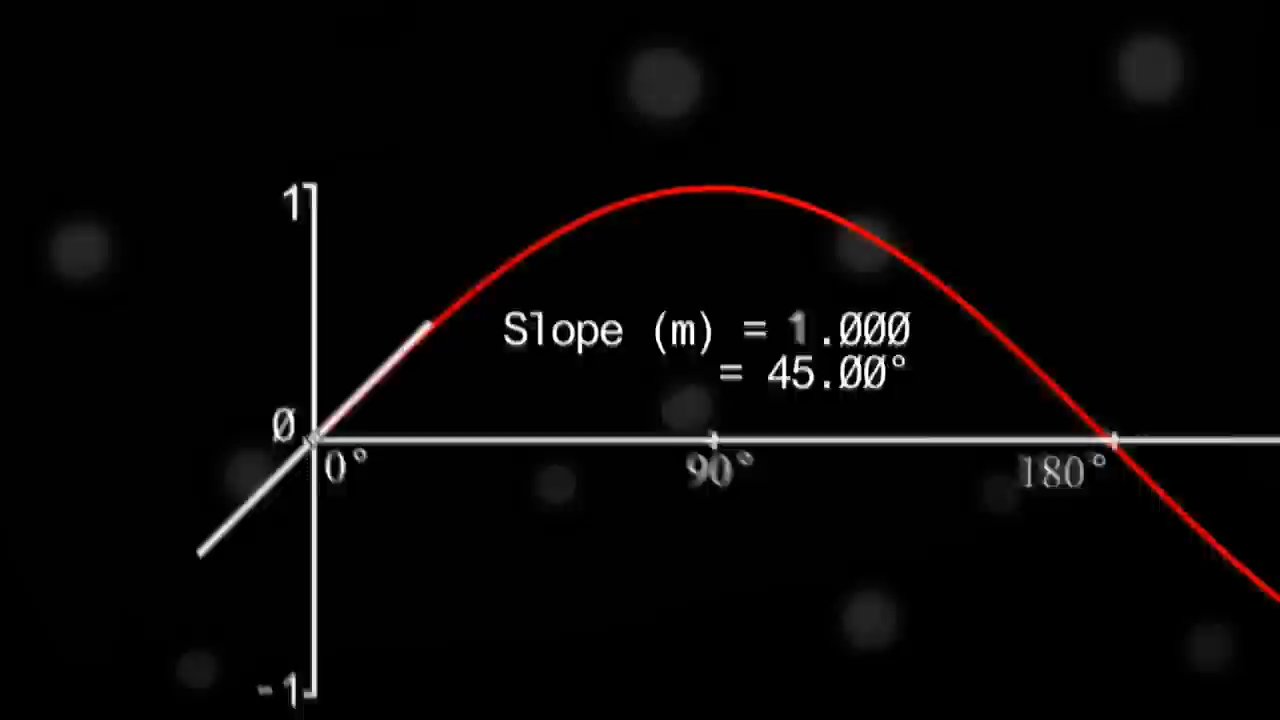 1
Slope (m) = 1.000
= 45.00°
0
0° 90° 180°
-1